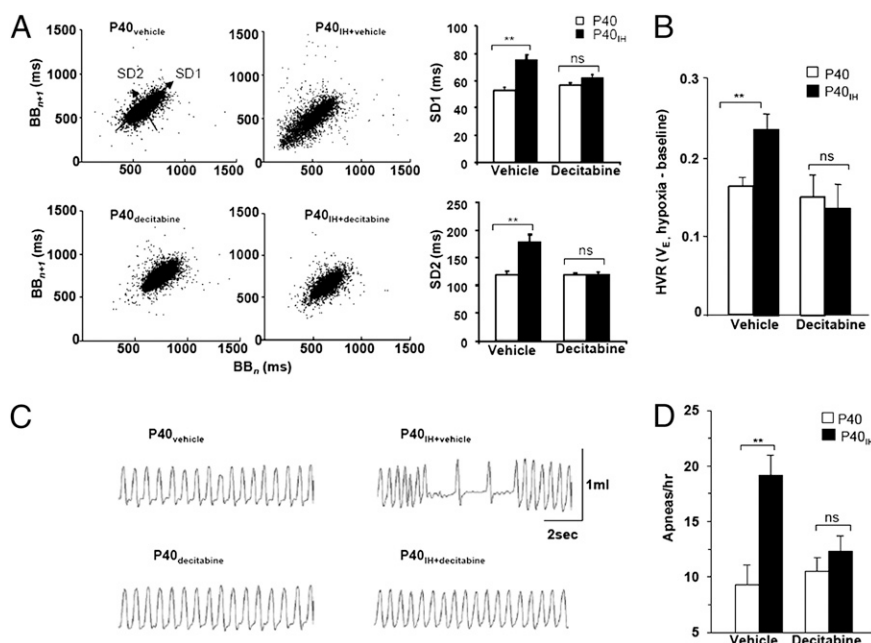 A
P40vehicle
P40IH+vehicle
SD2
SD1
BBn+1 (ms)
1500
1000
500
0
500
1000
1500
1500
1000
500
0
500
1000
1500
P40decitabine
P40IH+decitabine
BBn+1 (ms)
1500
1000
500
0
500
1000
1500
1500
1000
500
0
500
1000
1500
BBn (ms)
P40
P40IH
SD1 (ms)
100
80
60
40
20
0
**
ns
Vehicle
Decitabine
SD2 (ms)
250
200
150
100
50
0
**
ns
Vehicle
Decitabine
B
P40
P40IH
HVR (VE, hypoxia - baseline)
0.3
0.2
0.1
0
**
ns
Vehicle
Decitabine
C
P40vehicle
P40IH+vehicle
1ml
2sec
P40decitabine
P40IH+decitabine
D
P40
P40IH
Apneas/hr
25
20
15
10
5
**
ns
Vehicle
Decitabine